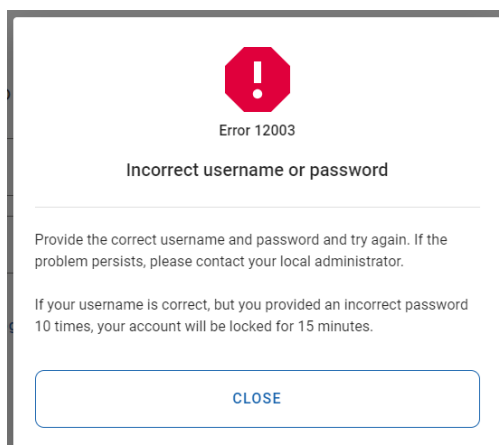 Error 12003
Incorrect username or password
Provide the correct username and password and try again. If the
problem persists, please contact your local administrator.
If your username is correct, but you provided an incorrect password
10 times, your account will be locked for 15 minutes.
CLOSE